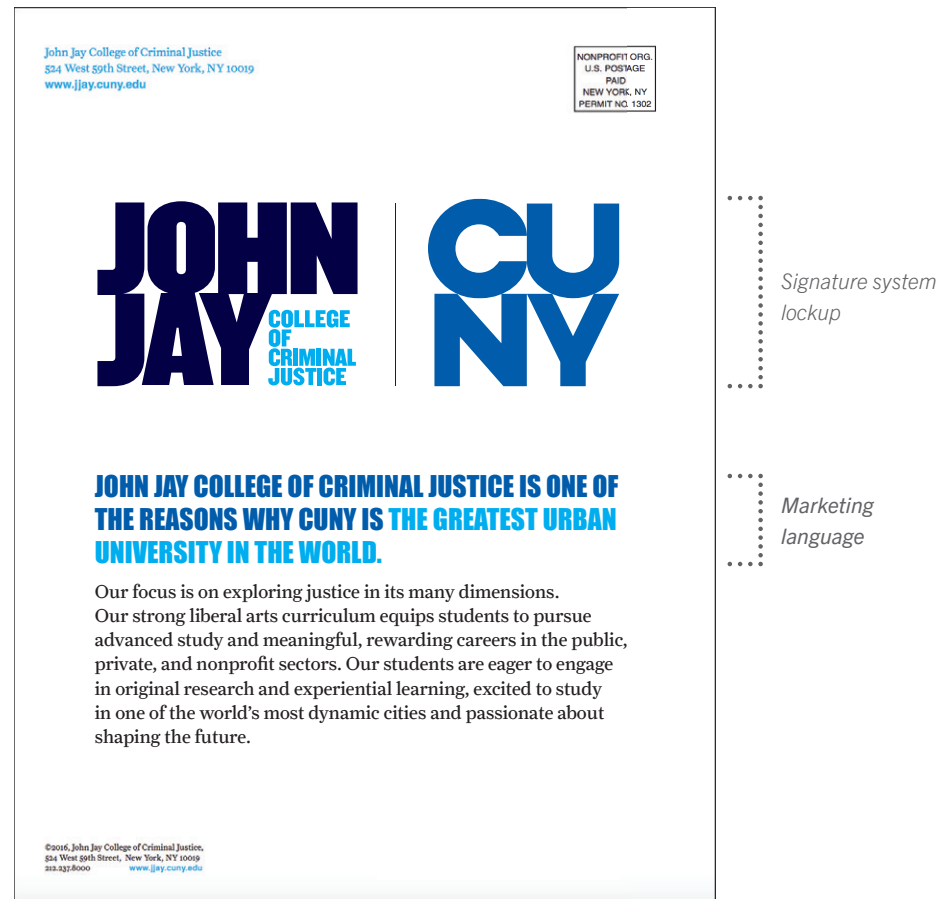 John Jay College of Criminal Justice
524 West 59th Street, New York, NY 10019
www.jjay.cuny.edu
NONPROFIT ORG.
U.S. POSTAGE
PAID
NEW YORK, NY
PERMIT NO. 1302
JOHN
JAY
COLLEGE
OF
CRIMINAL
JUSTICE
CU
NY
Signature system
lockup
JOHN JAY COLLEGE OF CRIMINAL JUSTICE IS ONE OF
THE REASONS WHY CUNY IS THE GREATEST URBAN
UNIVERSITY IN THE WORLD.
Marketing
language
Our focus is on exploring justice in its many dimensions.
Our strong liberal arts curriculum equips students to pursue
advanced study and meaningful, rewarding careers in the public,
private, and nonprofit sectors. Our students are eager to engage
in original research and experiential learning, excited to study
in one of the world's most dynamic cities and passionate about
shaping the future.
©2016, John Jay College of Criminal Justice,
524 West 59th Street, New York, NY 10019
212.237.8000 www.jjay.cuny.edu